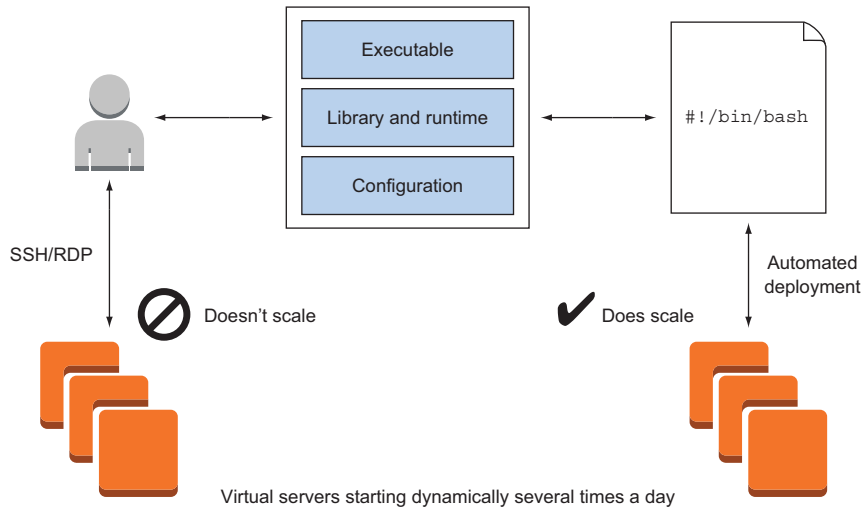 Executable
Library and runtime
#!/bin/bash
Configuration
SSH/RDP
Automated
deployment
Doesn't scale
Does scale
Virtual servers starting dynamically several times a day